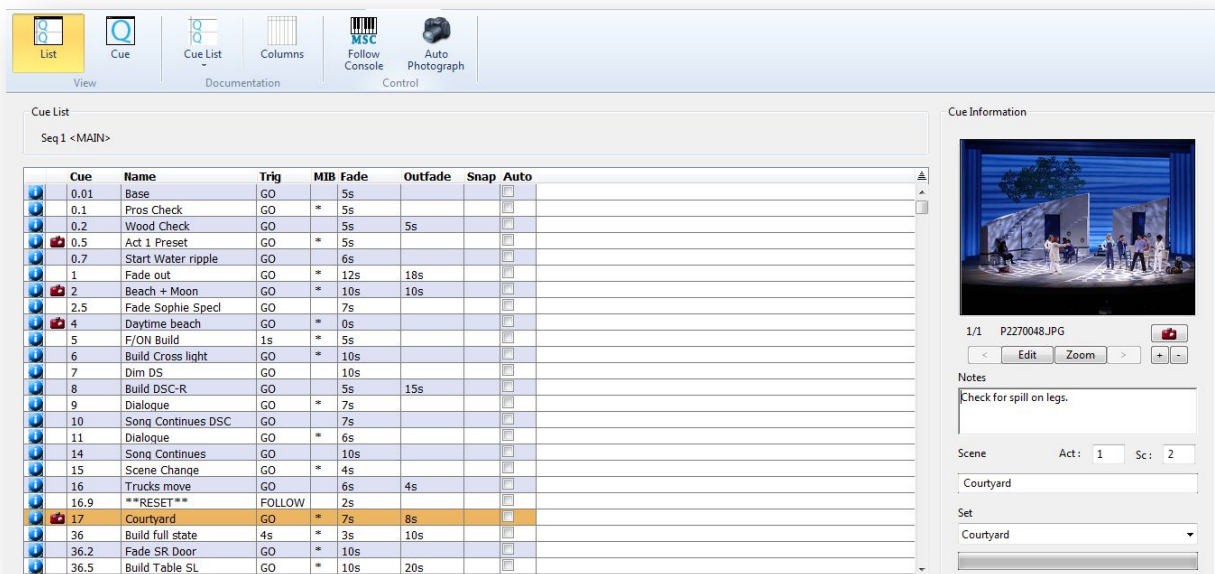 List Cue Cue List Columns MSC Follow Console Auto Photograph
View Documentation Control
Cue List
Seq 1 <MAIN>
Cue Name Trig MIB Fade Outfade Snap Auto
0.01 Base GO 5s
0.1 Pros Check GO * 5s
0.2 Wood Check GO 5s 5s
0.5 Act 1 Preset GO * 5s
0.7 Start Water ripple GO 6s
1 Fade out GO * 12s 18s
2 Beach + Moon GO * 10s 10s
2.5 Fade Sophie Specl GO 7s
4 Daytime beach GO * 0s
5 F/ON Build 1s * 5s
6 Build Cross light GO * 10s
7 Dim DS GO 10s
8 Build DSC-R GO 5s 15s
9 Dialogue GO * 7s
10 Song Continues DSC GO 7s
11 Dialogue GO * 6s
14 Song Continues GO 10s
15 Scene Change GO * 4s
16 Trucks move GO 6s 4s
16.9 **RESET** FOLLOW 2s
17 Courtyard GO * 7s 8s
36 Build full state 4s * 3s 10s
36.2 Fade SR Door GO * 10s
36.5 Build Table SL GO * 10s 20s
Cue Information
1/1 P2270048.JPG
< Edit Zoom > + -
Notes
Check for spill on legs.
Scene Act: 1 Sc: 2
Courtyard
Set
Courtyard